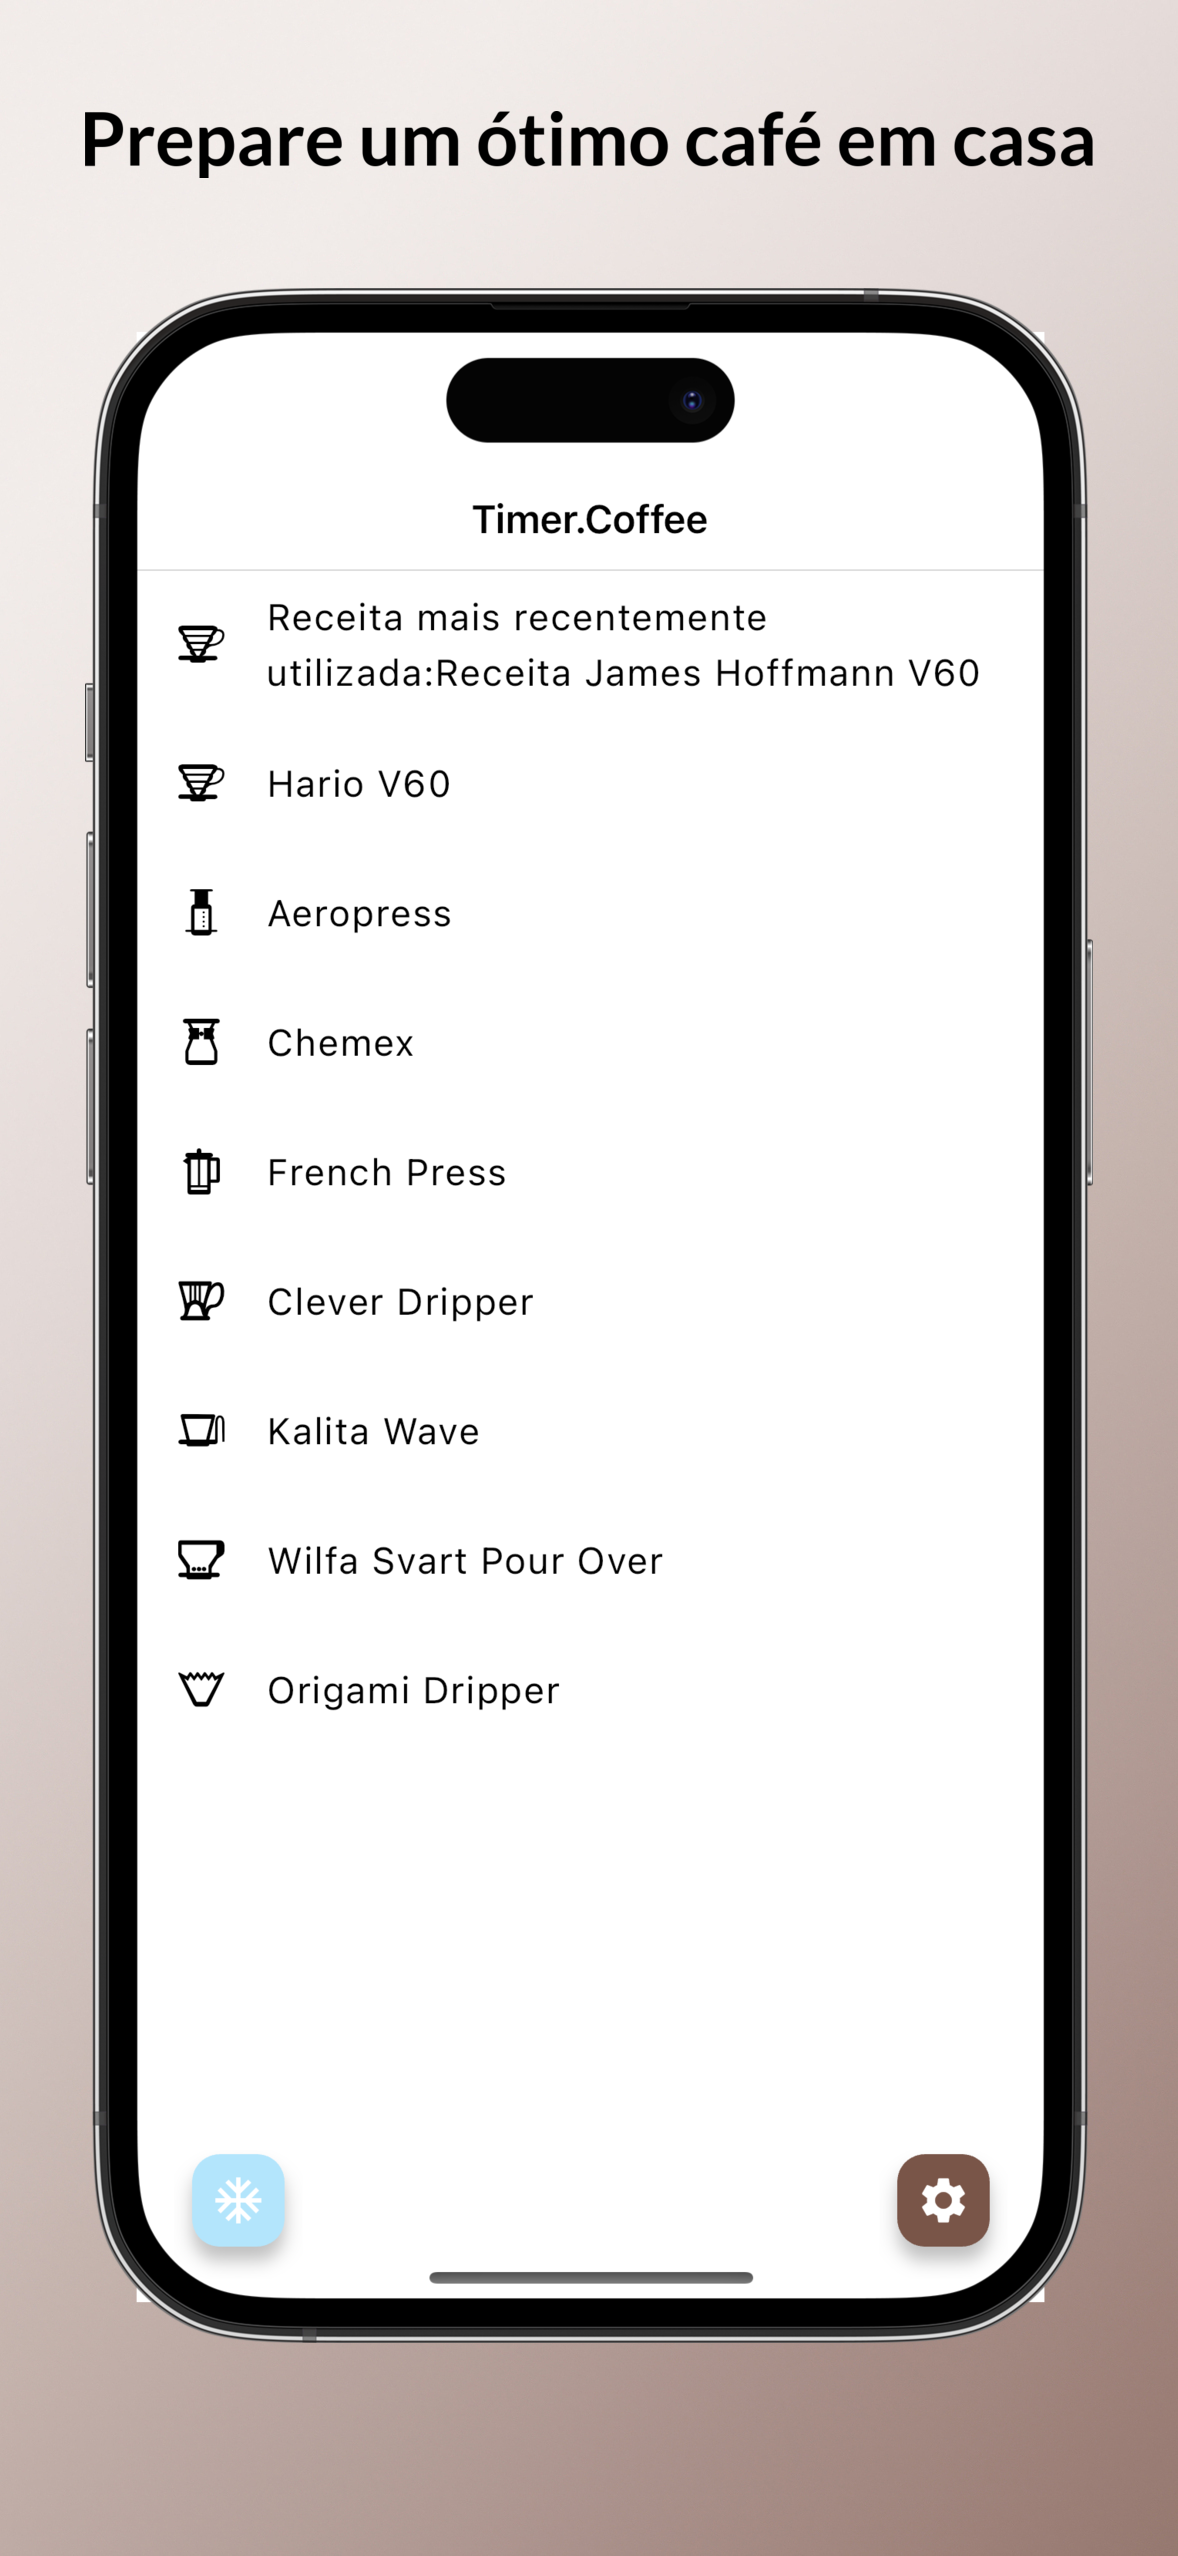 Prepare um ótimo café em casa
Timer.Coffee
Receita mais recentemente
utilizada:Receita James Hoffmann V60
Hario V60
Aeropress
Chemex
French Press
Clever Dripper
Kalita Wave
Wilfa Svart Pour Over
Origami Dripper